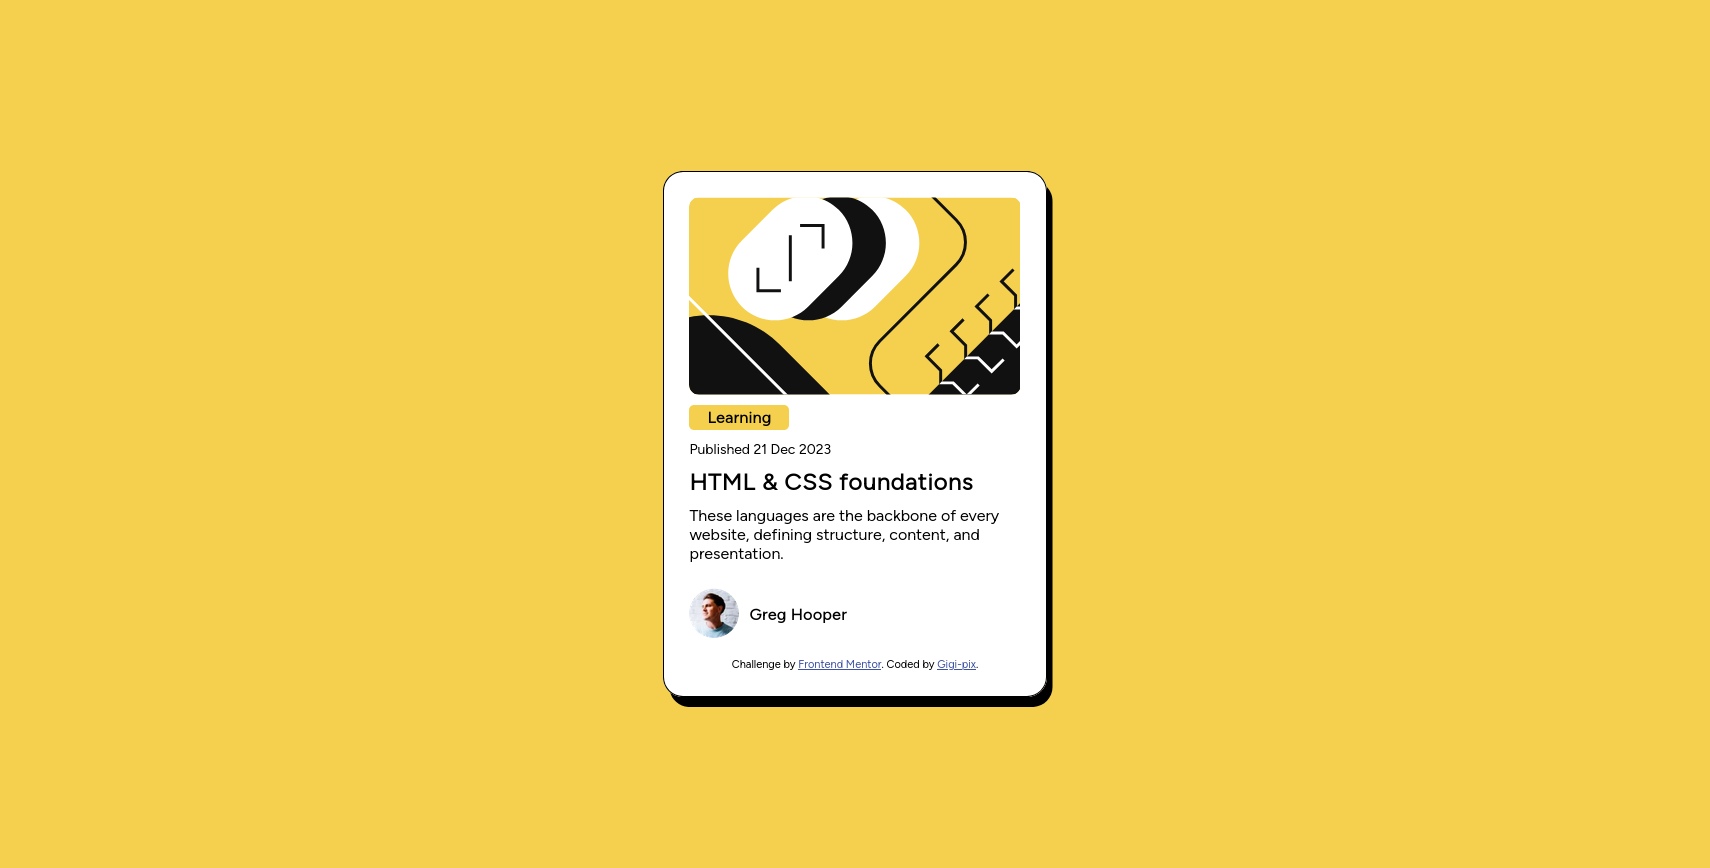 Learning
Published 21 Dec 2023
HTML & CSS foundations
These languages are the backbone of every
website, defining structure, content, and
presentation.
Greg Hooper
Challenge by Frontend Mentor. Coded by Gigi-pix.